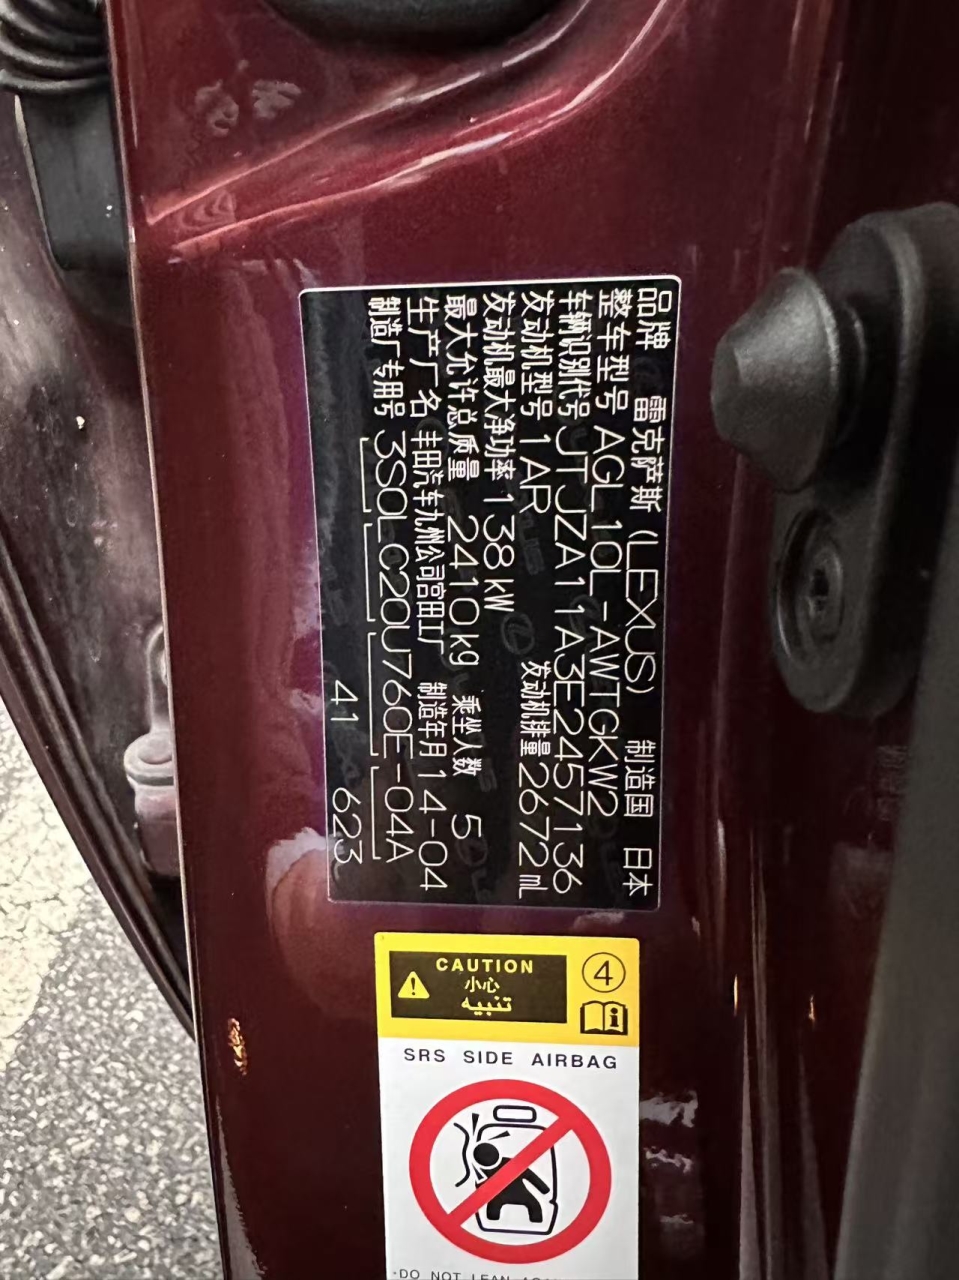 品牌 雷克萨斯(LEXUS) 制造国 日本
整车型号 AGL10L-AWTGKW2
车辆识别代号 JTJZA11A3E2457136
发动机型号 1AR 发动机排量 2672mL
发动机最大净功率 138kW
最大允许总质量 2410kg 乘坐人数 5
生产厂名 丰田汽车九州公司宫田工厂 制造年月 14-04
制造厂专用号 3S0LC20U760E-04A
41 623
CAUTION
小心
تنبيه
4
SRS SIDE AIRBAG
DO NOT LEAN